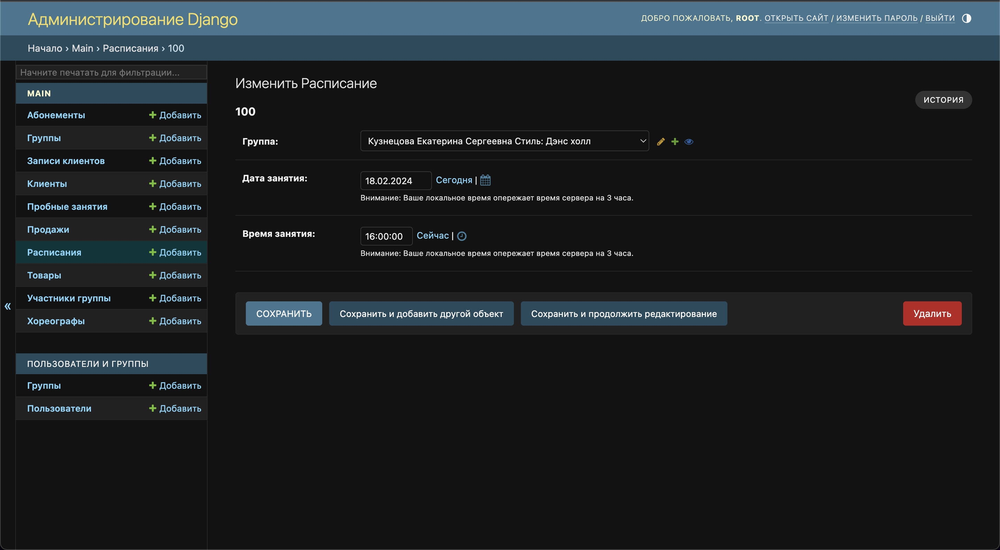 Администрирование Django
ДОБРО ПОЖАЛОВАТЬ, ROOT. ОТКРЫТЬ САЙТ / ИЗМЕНИТЬ ПАРОЛЬ / ВЫЙТИ
Начало › Main › Расписания › 100
Начните печатать для фильтрации...
MAIN
Абонементы + Добавить
Группы + Добавить
Записи клиентов + Добавить
Клиенты + Добавить
Пробные занятия + Добавить
Продажи + Добавить
Расписания + Добавить
Товары + Добавить
Участники группы + Добавить
Хореографы + Добавить
ПОЛЬЗОВАТЕЛИ И ГРУППЫ
Группы + Добавить
Пользователи + Добавить
«
Изменить Расписание
ИСТОРИЯ
100
Группа: Кузнецова Екатерина Сергеевна Стиль: Дэнс холл
Дата занятия: 18.02.2024 Сегодня |
Внимание: Ваше локальное время опережает время сервера на 3 часа.
Время занятия: 16:00:00 Сейчас |
Внимание: Ваше локальное время опережает время сервера на 3 часа.
СОХРАНИТЬ Сохранить и добавить другой объект Сохранить и продолжить редактирование Удалить